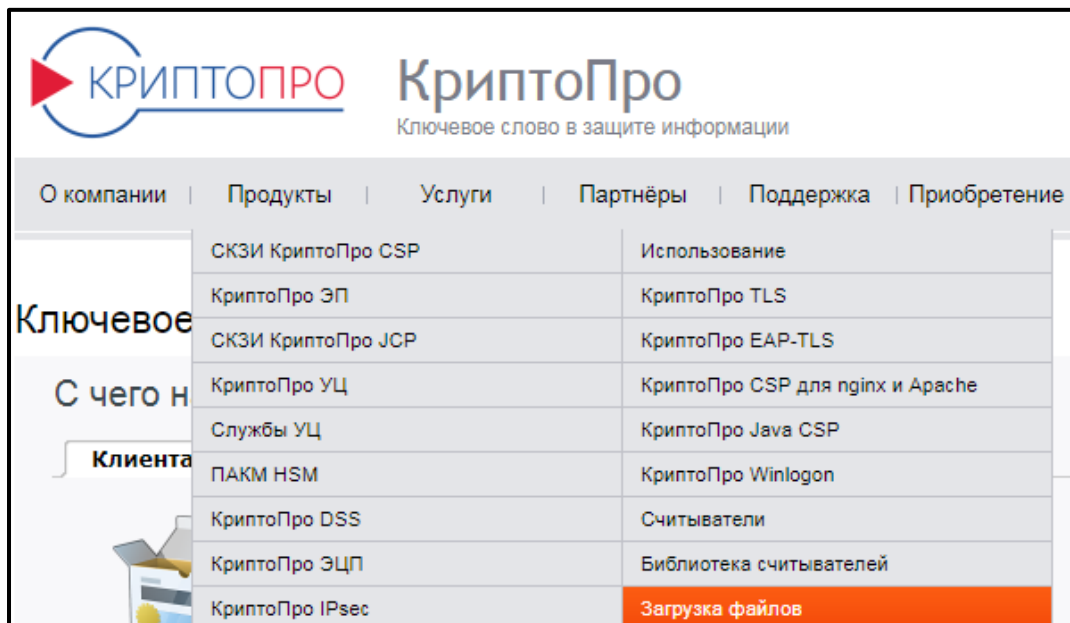 КРИПТОПРО
КриптоПро
Ключевое слово в защите информации
О компании | Продукты | Услуги | Партнёры | Поддержка | Приобретение
СКЗИ КриптоПро CSP
КриптоПро ЭП
СКЗИ КриптоПро JCP
КриптоПро УЦ
Службы УЦ
ПАКМ HSM
КриптоПро DSS
КриптоПро ЭЦП
КриптоПро IPsec
Использование
КриптоПро TLS
КриптоПро EAP-TLS
КриптоПро CSP для nginx и Apache
КриптоПро Java CSP
КриптоПро Winlogon
Считыватели
Библиотека считывателей
Загрузка файлов
Ключевое
С чего н
Клиента